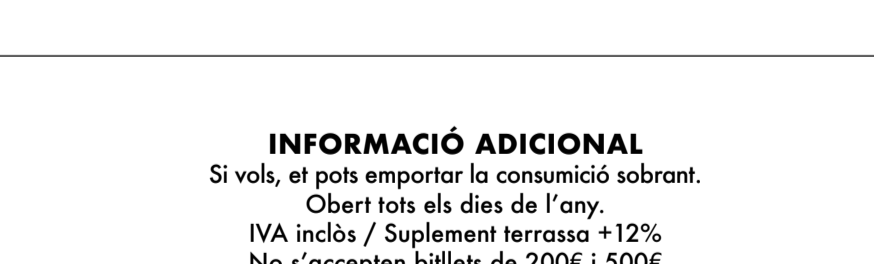 INFORMACIÓ ADICIONAL
Si vols, et pots emportar la consumició sobrant.
Obert tots els dies de l’any.
IVA inclòs / Suplement terrassa +12%
No s’accepten bitllets de 200€ i 500€